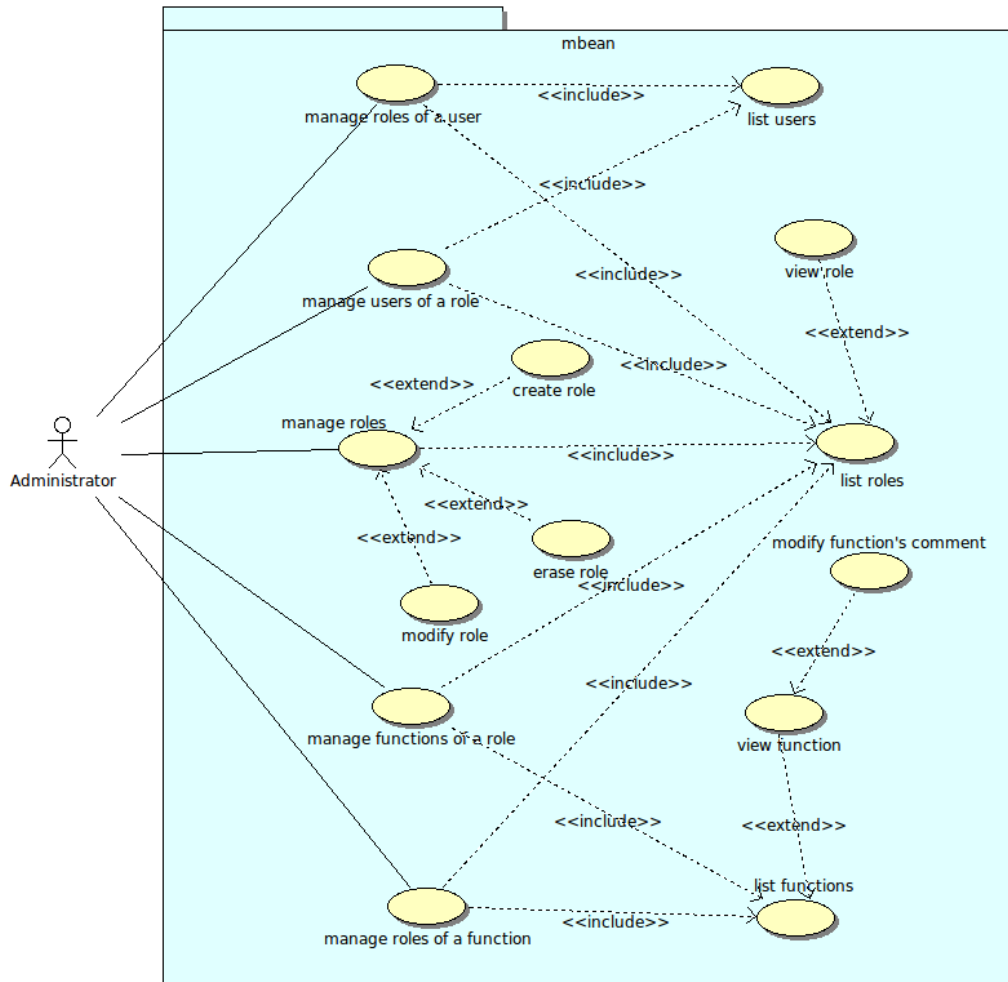 mbean
<<include>>
manage roles of a user
list users
<<include>>
view role
<<include>>
manage users of a role
<<extend>>
<<include>>
<<extend>>
create role
manage roles
<<include>>
Administrator
list roles
<<extend>>
<<extend>>
modify function's comment
erase role
<<include>>
modify role
<<extend>>
<<include>>
manage functions of a role
view function
<<include>>
<<extend>>
list functions
<<include>>
manage roles of a function